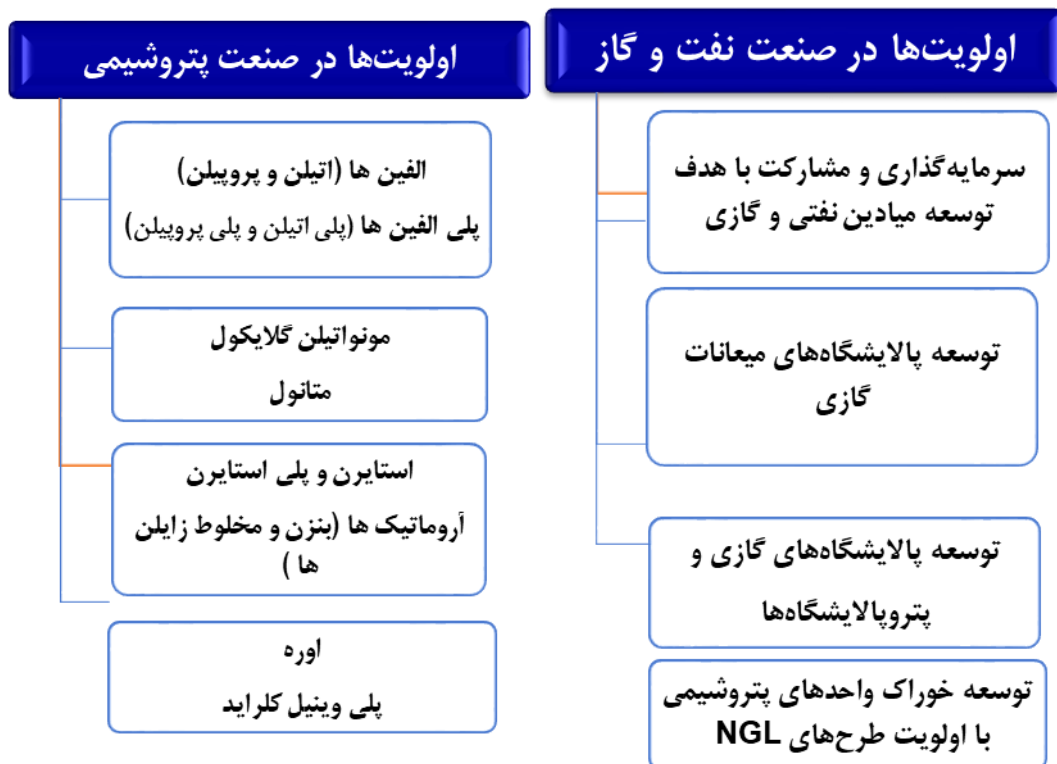 اولویت‌ها در صنعت نفت و گاز
سرمایه‌گذاری و مشارکت با هدف
توسعه میادین نفتی و گازی
توسعه پالایشگاه‌های میعانات
گازی
توسعه پالایشگاه‌های گازی و
پتروپالایشگاه‌ها
توسعه خوراک واحدهای پتروشیمی
با اولویت طرح‌های NGL
اولویت‌ها در صنعت پتروشیمی
الفین ها (اتیلن و پروپیلن)
پلی الفین ها (پلی اتیلن و پلی پروپیلن)
مونواتیلن گلایکول
متانول
استایرن و پلی استایرن
آروماتیک ها (بنزن و مخلوط زایلن
ها )
اوره
پلی وینیل کلراید